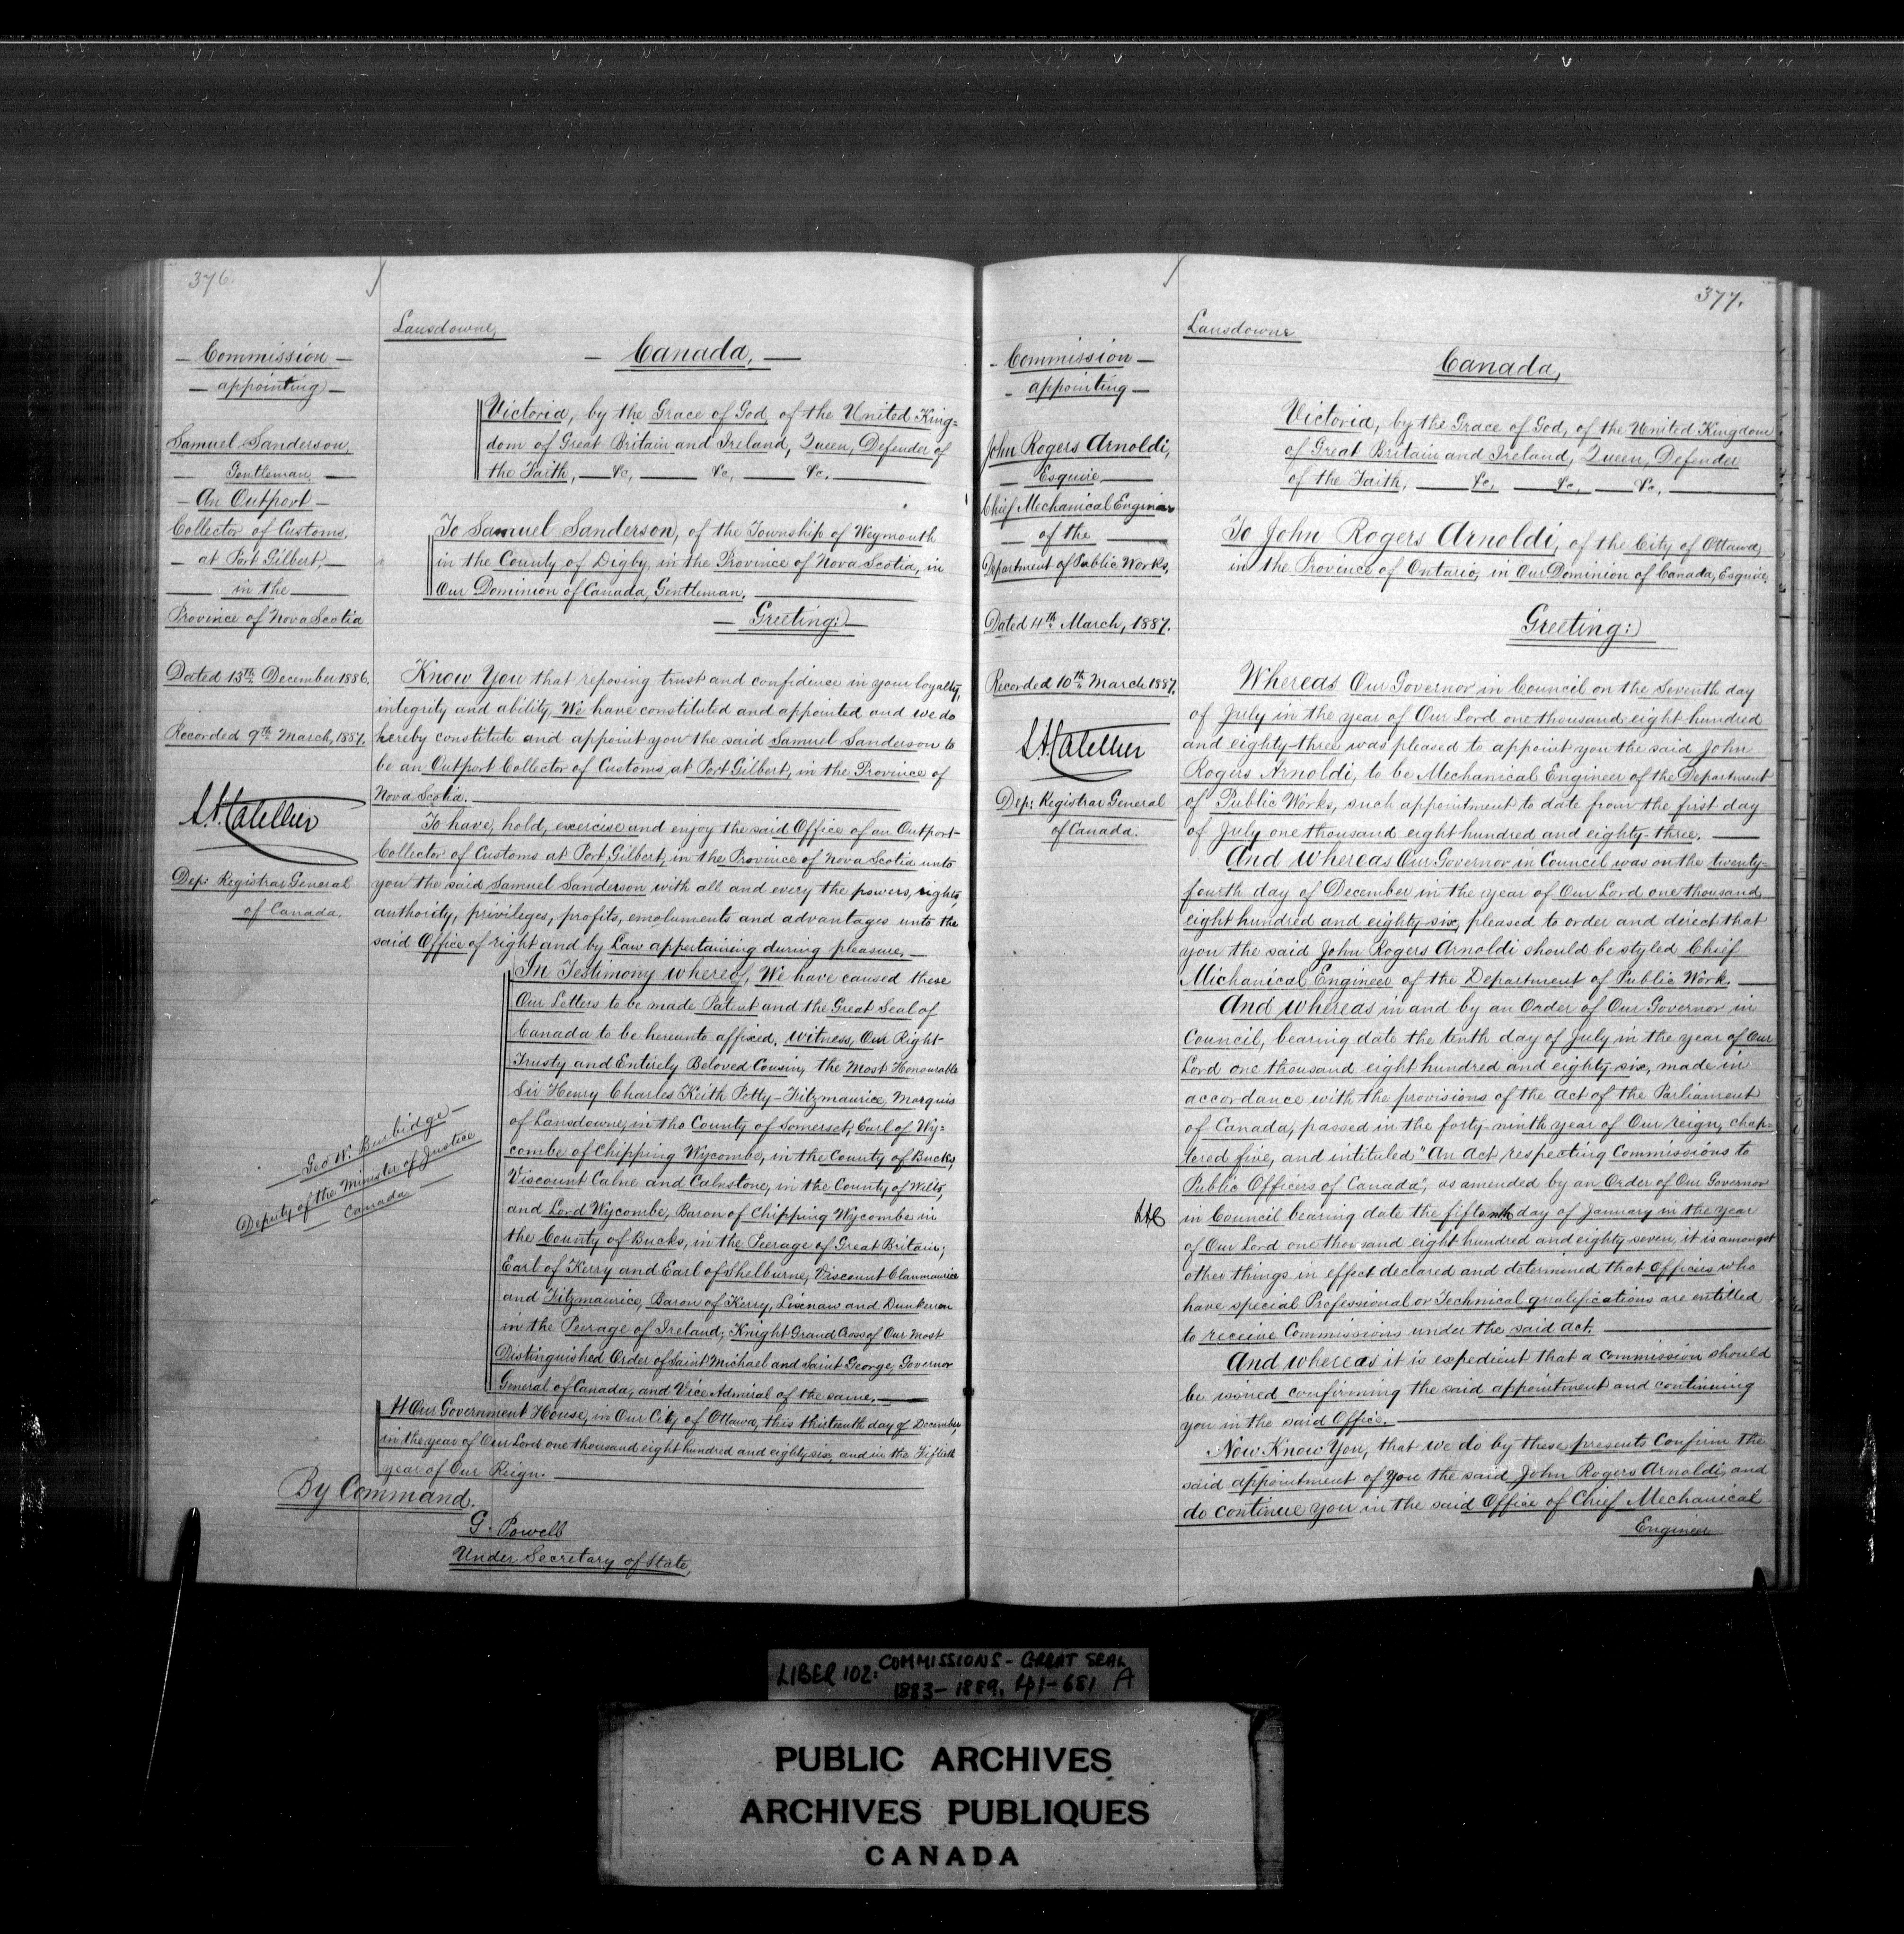 376
Lansdowne,
— Commission —
— appointing —
Samuel Sanderson,
— Gentleman —
— An Outport —
Collector of Customs,
— at Port Gilbert, —
— in the —
Province of Nova Scotia
Dated 13th December 1886.
Recorded 9th March, 1887.
L.A. Catellier
Dep: Registrar General
of Canada.
Geo W. Burbidge —
Deputy of the Minister of Justice
— Canada —
— Canada, —
Victoria, by the Grace of God, of the United King=
dom of Great Britain and Ireland, Queen, Defender of
the Faith, — &c, — &c, — &c. —
To Samuel Sanderson, of the Township of Weymouth
in the County of Digby, in the Province of Nova Scotia, in
Our Dominion of Canada, Gentleman. —
— Greeting: —
Know You that reposing trust and confidence in your loyalty,
integrity and ability, We have constituted and appointed and we do
hereby constitute and appoint you the said Samuel Sanderson to
be an Outport Collector of Customs, at Port Gilbert, in the Province of
Nova Scotia. —
To have, hold, exercise and enjoy the said Office of an Outport-
Collector of Customs at Port Gilbert, in the Province of Nova Scotia unto
you the said Samuel Sanderson with all and every the powers, rights,
authority, privileges, profits, emoluments and advantages unto the
said Office of right and by Law appertaining during pleasure. —
In Testimony whereof, We have caused these
Our Letters to be made Patent and the Great Seal of
Canada to be hereunto affixed. Witness, Our Right-
Trusty and Entirely Beloved Cousin, the Most Honourable
Sir Henry Charles Keith Petty-Fitzmaurice, Marquis
of Lansdowne, in the County of Somerset, Earl of Wy=
combe of Chipping Wycombe, in the County of Bucks,
Viscount Calne and Calnstone, in the County of Wilts,
and Lord Wycombe, Baron of Chipping Wycombe in
the County of Bucks, in the Peerage of Great Britain;
Earl of Kerry and Earl of Shelburne, Viscount Clanmaurice
and Fitzmaurice, Baron of Kerry, Lixnaw and Dunkeron
in the Peerage of Ireland; Knight Grand Cross of Our Most
Distinguished Order of Saint Michael and Saint George, Governor
General of Canada, and Vice Admiral of the same. —
At Our Government House, in Our City of Ottawa, this thirteenth day of December,
in the year of Our Lord one thousand eight hundred and eighty six, and in the Fiftieth
year of Our Reign. —
By Command.
G. Powell
Under Secretary of State,
377.
Lansdowne
— Commission —
— appointing —
John Rogers Arnoldi,
— Esquire —
Chief Mechanical Engineer
— of the —
Department of Public Works,
Dated 4th March, 1887.
Recorded 10th March 1887.
L.A. Catellier
Dep: Registrar General
of Canada.
Canada,
Victoria, by the Grace of God, of the United Kingdom
of Great Britain and Ireland, Queen, Defender
of the Faith, — &c, — &c, — &c, —
To John Rogers Arnoldi, of the City of Ottawa,
in the Province of Ontario, in Our Dominion of Canada, Esquire,
Greeting:
Whereas Our Governor in Council on the Seventh day
of July in the year of Our Lord one thousand eight hundred
and eighty-three was pleased to appoint you the said John
Rogers Arnoldi, to be Mechanical Engineer of the Department
of Public Works, such appointment to date from the first day
of July one thousand eight hundred and eighty-three. —
And Whereas Our Governor in Council was on the twenty-
fourth day of December in the year of Our Lord one thousand
eight hundred and eighty-six, pleased to order and direct that
you the said John Rogers Arnoldi should be styled Chief
Michanical Engineer of the Department of Public Work. —
And whereas in and by an Order of Our Governor in
Council, bearing date the tenth day of July in the year of Our
Lord one thousand eight hundred and eighty-six, made in
accordance with the provisions of the Act of the Parliament
of Canada, passed in the forty-ninth year of Our reign, chap=
tered five, and intituled "An Act respecting Commissions to
Public Officers of Canada", as amended by an Order of Our Governor
LAC in Council bearing date the fifteenth day of January in the year
of Our Lord one thousand eight hundred and eighty seven, it is amongst
other things in effect declared and determined that Officers who
have special Professional or Technical qualifications are entitled
to receive Commissions under the said Act. —
And whereas it is expedient that a commission should
be issued confirming the said appointment and continuing
you in the said Office. —
Now Know You, that we do by these presents Confirm the
said appointment of You the said John Rogers Arnoldi, and
do continue you in the said Office of Chief Mechanical
Engineer
LIBER 102: COMMISSIONS - GREAT SEAL
1883-1889, pp1-681 A
PUBLIC ARCHIVES
ARCHIVES PUBLIQUES
CANADA